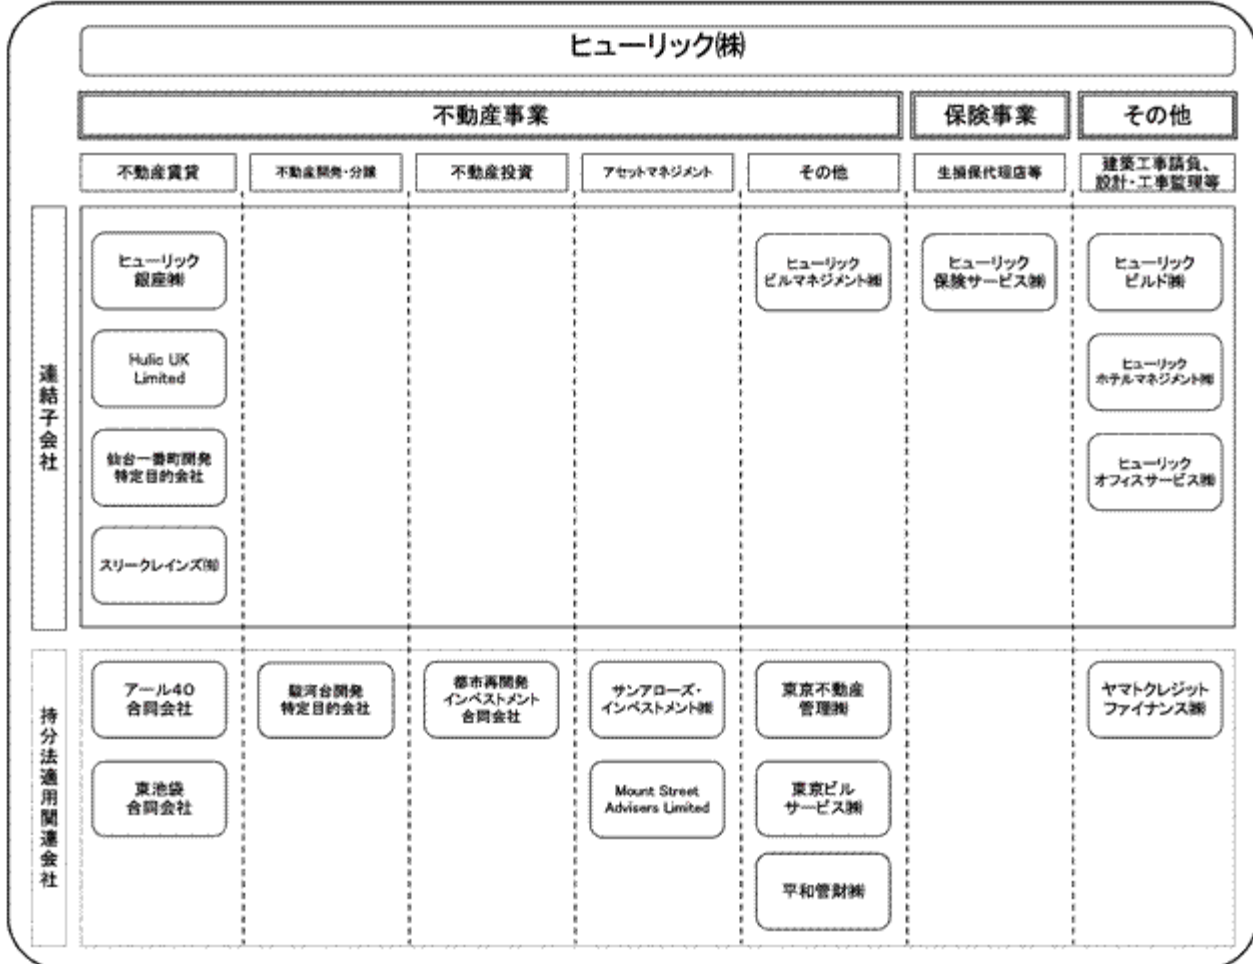 ヒューリック㈱
不動産事業
保険事業
その他
不動産賃貸
不動産開発・分譲
不動産投資
アセットマネジメント
その他
生損保代理店等
建築工事請負、
設計・工事監理等
連結子会社
ヒューリック
銀座㈱
Hulic UK
Limited
仙台一番町開発
特定目的会社
スリークレインズ㈲
ヒューリック
ビルマネジメント㈱
ヒューリック
保険サービス㈱
ヒューリック
ビルド㈱
ヒューリック
ホテルマネジメント㈱
ヒューリック
オフィスサービス㈱
持分法適用関連会社
アール40
合同会社
東池袋
合同会社
駿河台開発
特定目的会社
都市再開発
インベストメント
合同会社
サンアローズ・
インベストメント㈱
Mount Street
Advisers Limited
東京不動産
管理㈱
東京ビル
サービス㈱
平和管財㈱
ヤマトクレジット
ファイナンス㈱